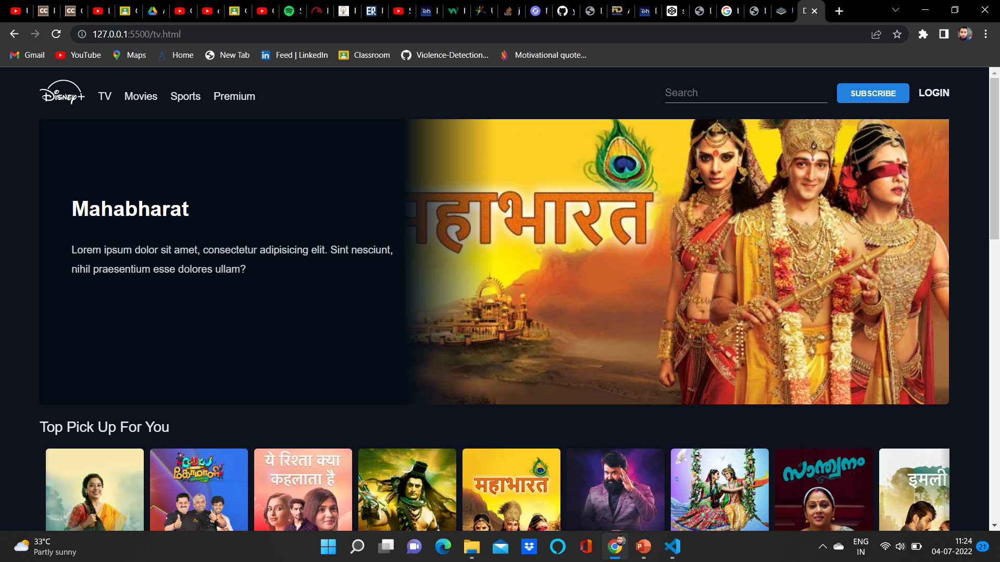 127.0.0.1:5500/tv.html
Gmail YouTube Maps Home New Tab Feed | LinkedIn Classroom Violence-Detection... Motivational quote...
Disney+ TV Movies Sports Premium Search SUBSCRIBE LOGIN
महाभारत
Mahabharat
Lorem ipsum dolor sit amet, consectetur adipisicing elit. Sint nesciunt,
nihil praesentium esse dolores ullam?
Top Pick Up For You
ये रिश्ता क्या
कहलाता है
महाभारत
സാന്ത്വനം
इमली
33°C
Partly sunny
ENG
IN
11:24
04-07-2022
21